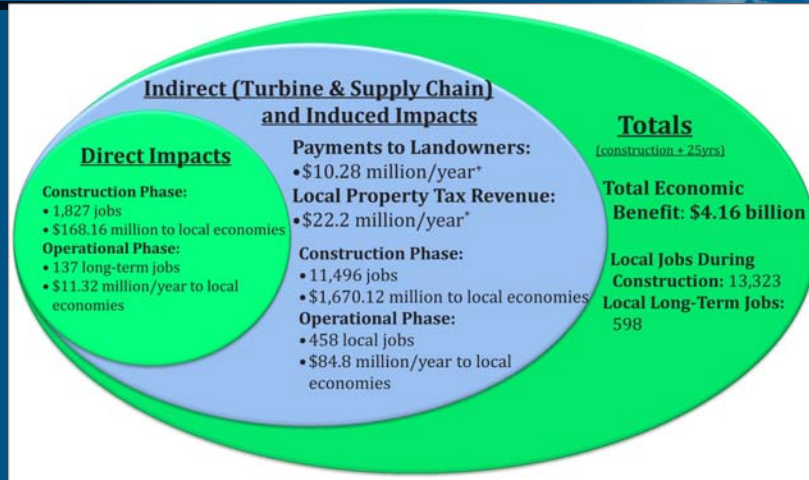 Direct Impacts
Construction Phase:
• 1,827 jobs
• $168.16 million to local economies
Operational Phase:
• 137 long-term jobs
• $11.32 million/year to local
economies
Indirect (Turbine & Supply Chain)
and Induced Impacts
Payments to Landowners:
• $10.28 million/year⁺
Local Property Tax Revenue:
• $22.2 million/year*
Construction Phase:
• 11,496 jobs
• $1,670.12 million to local economies
Operational Phase:
• 458 local jobs
• $84.8 million/year to local
economies
Totals
(construction + 25yrs)
Total Economic
Benefit: $4.16 billion
Local Jobs During
Construction: 13,323
Local Long-Term Jobs:
598